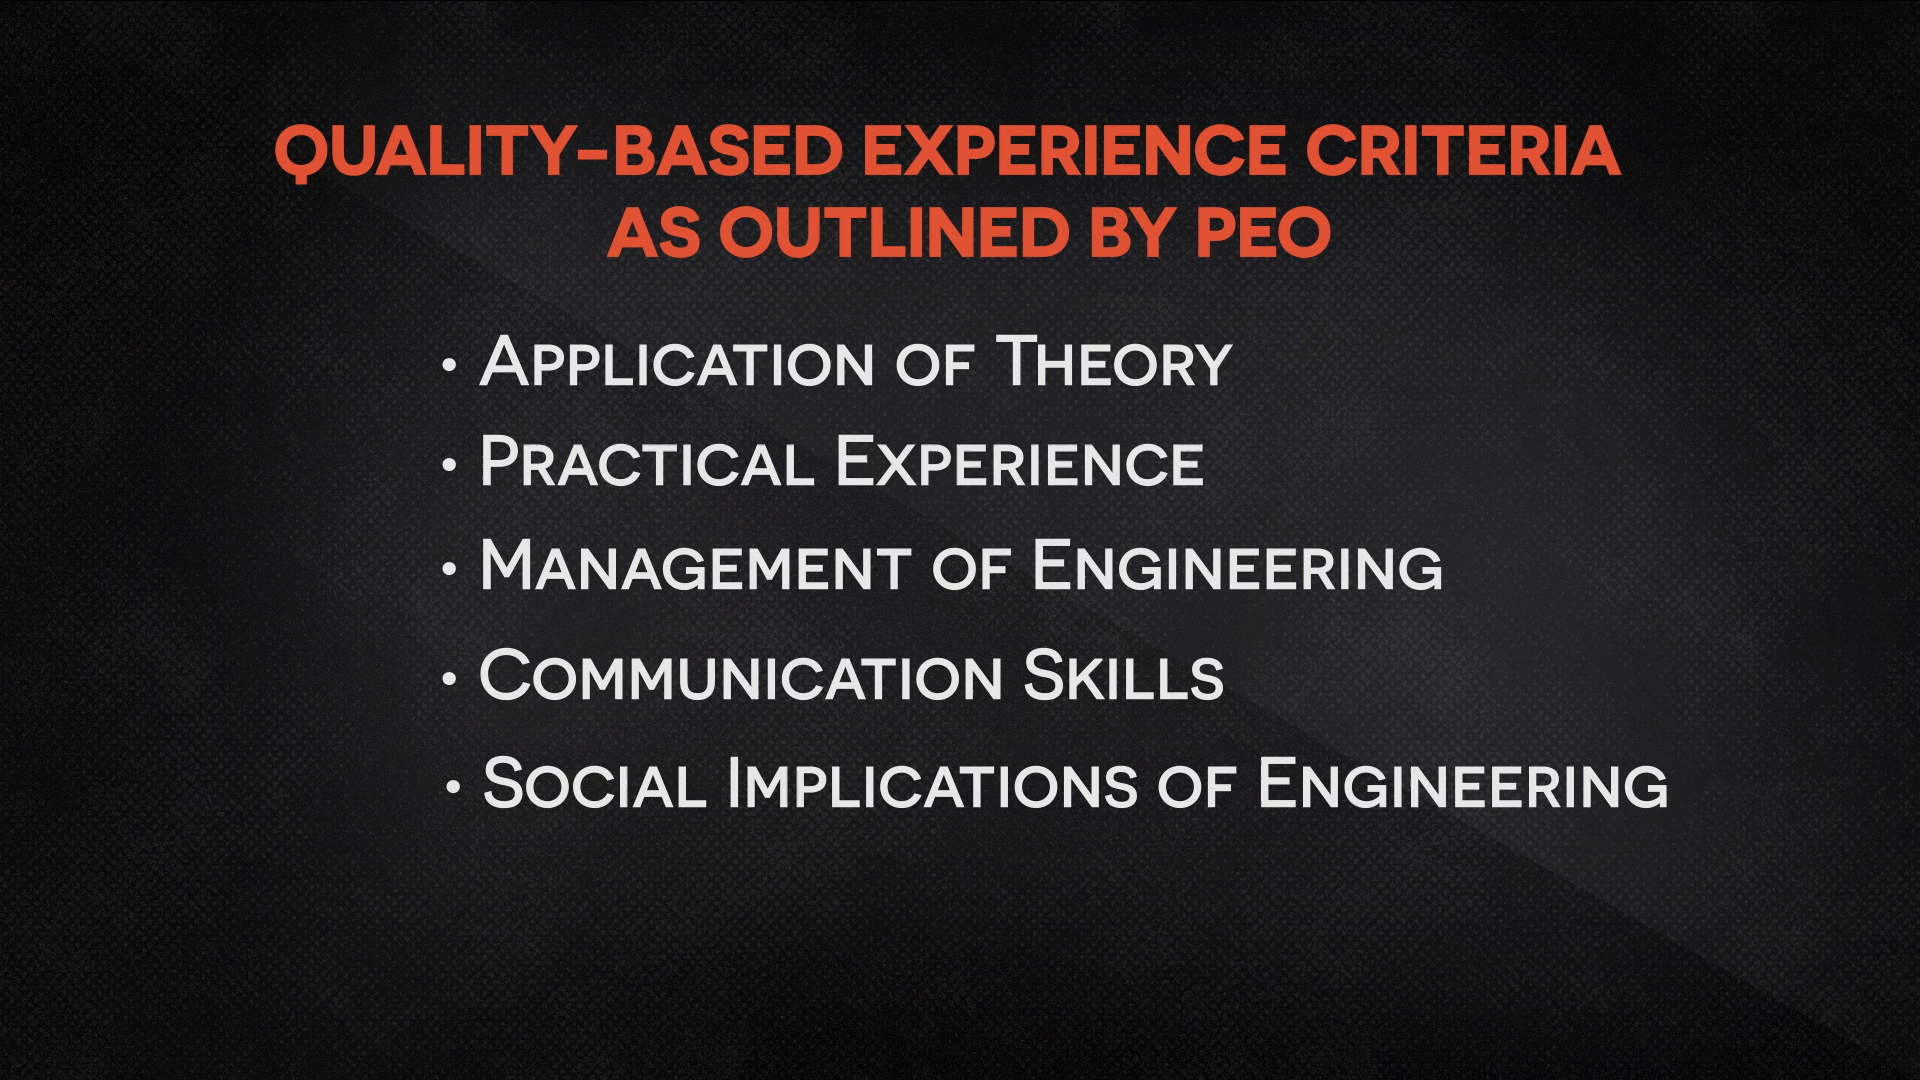 QUALITY-BASED EXPERIENCE CRITERIA
AS OUTLINED BY PEO
• Application of Theory
• Practical Experience
• Management of Engineering
• Communication Skills
• Social Implications of Engineering